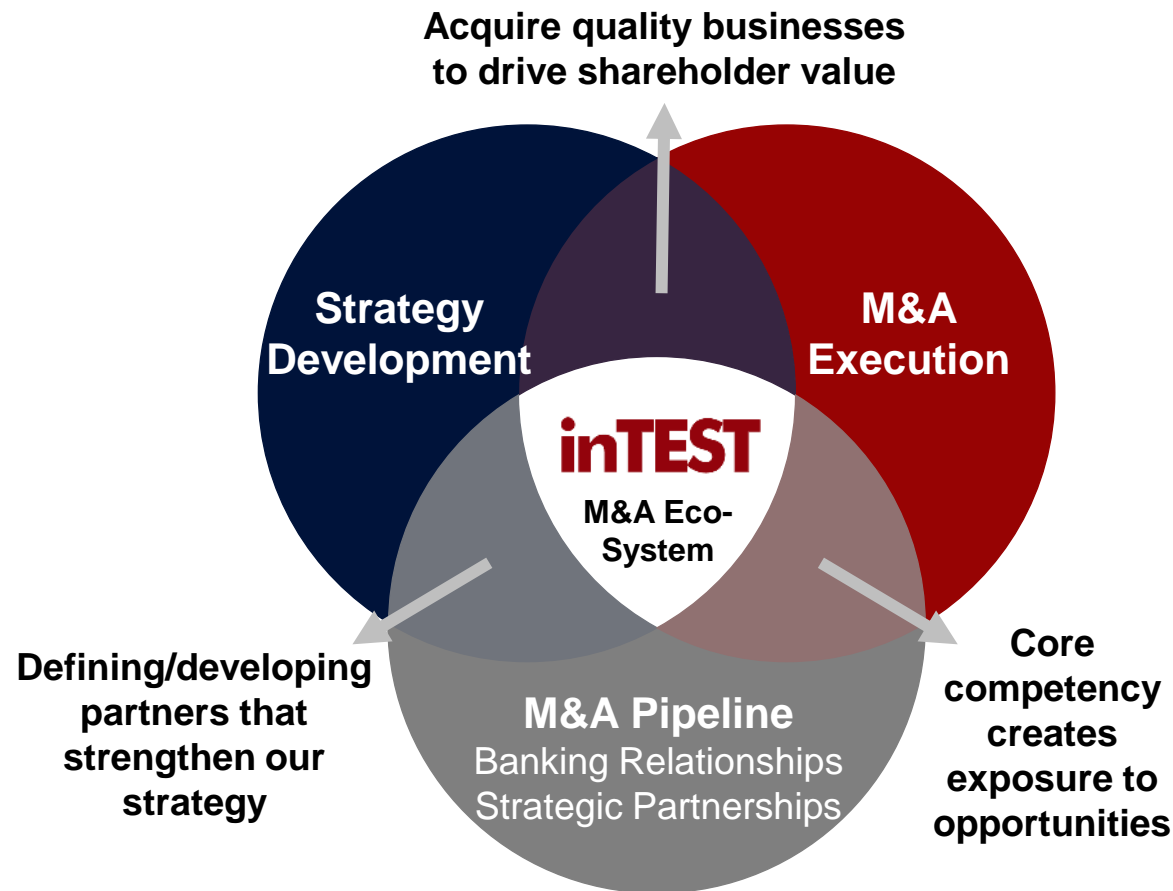 Acquire quality businesses
to drive shareholder value
Strategy
Development
M&A
Execution
inTEST
M&A Eco-
System
Defining/developing
partners that
strengthen our
strategy
M&A Pipeline
Banking Relationships
Strategic Partnerships
Core
competency
creates
exposure to
opportunities